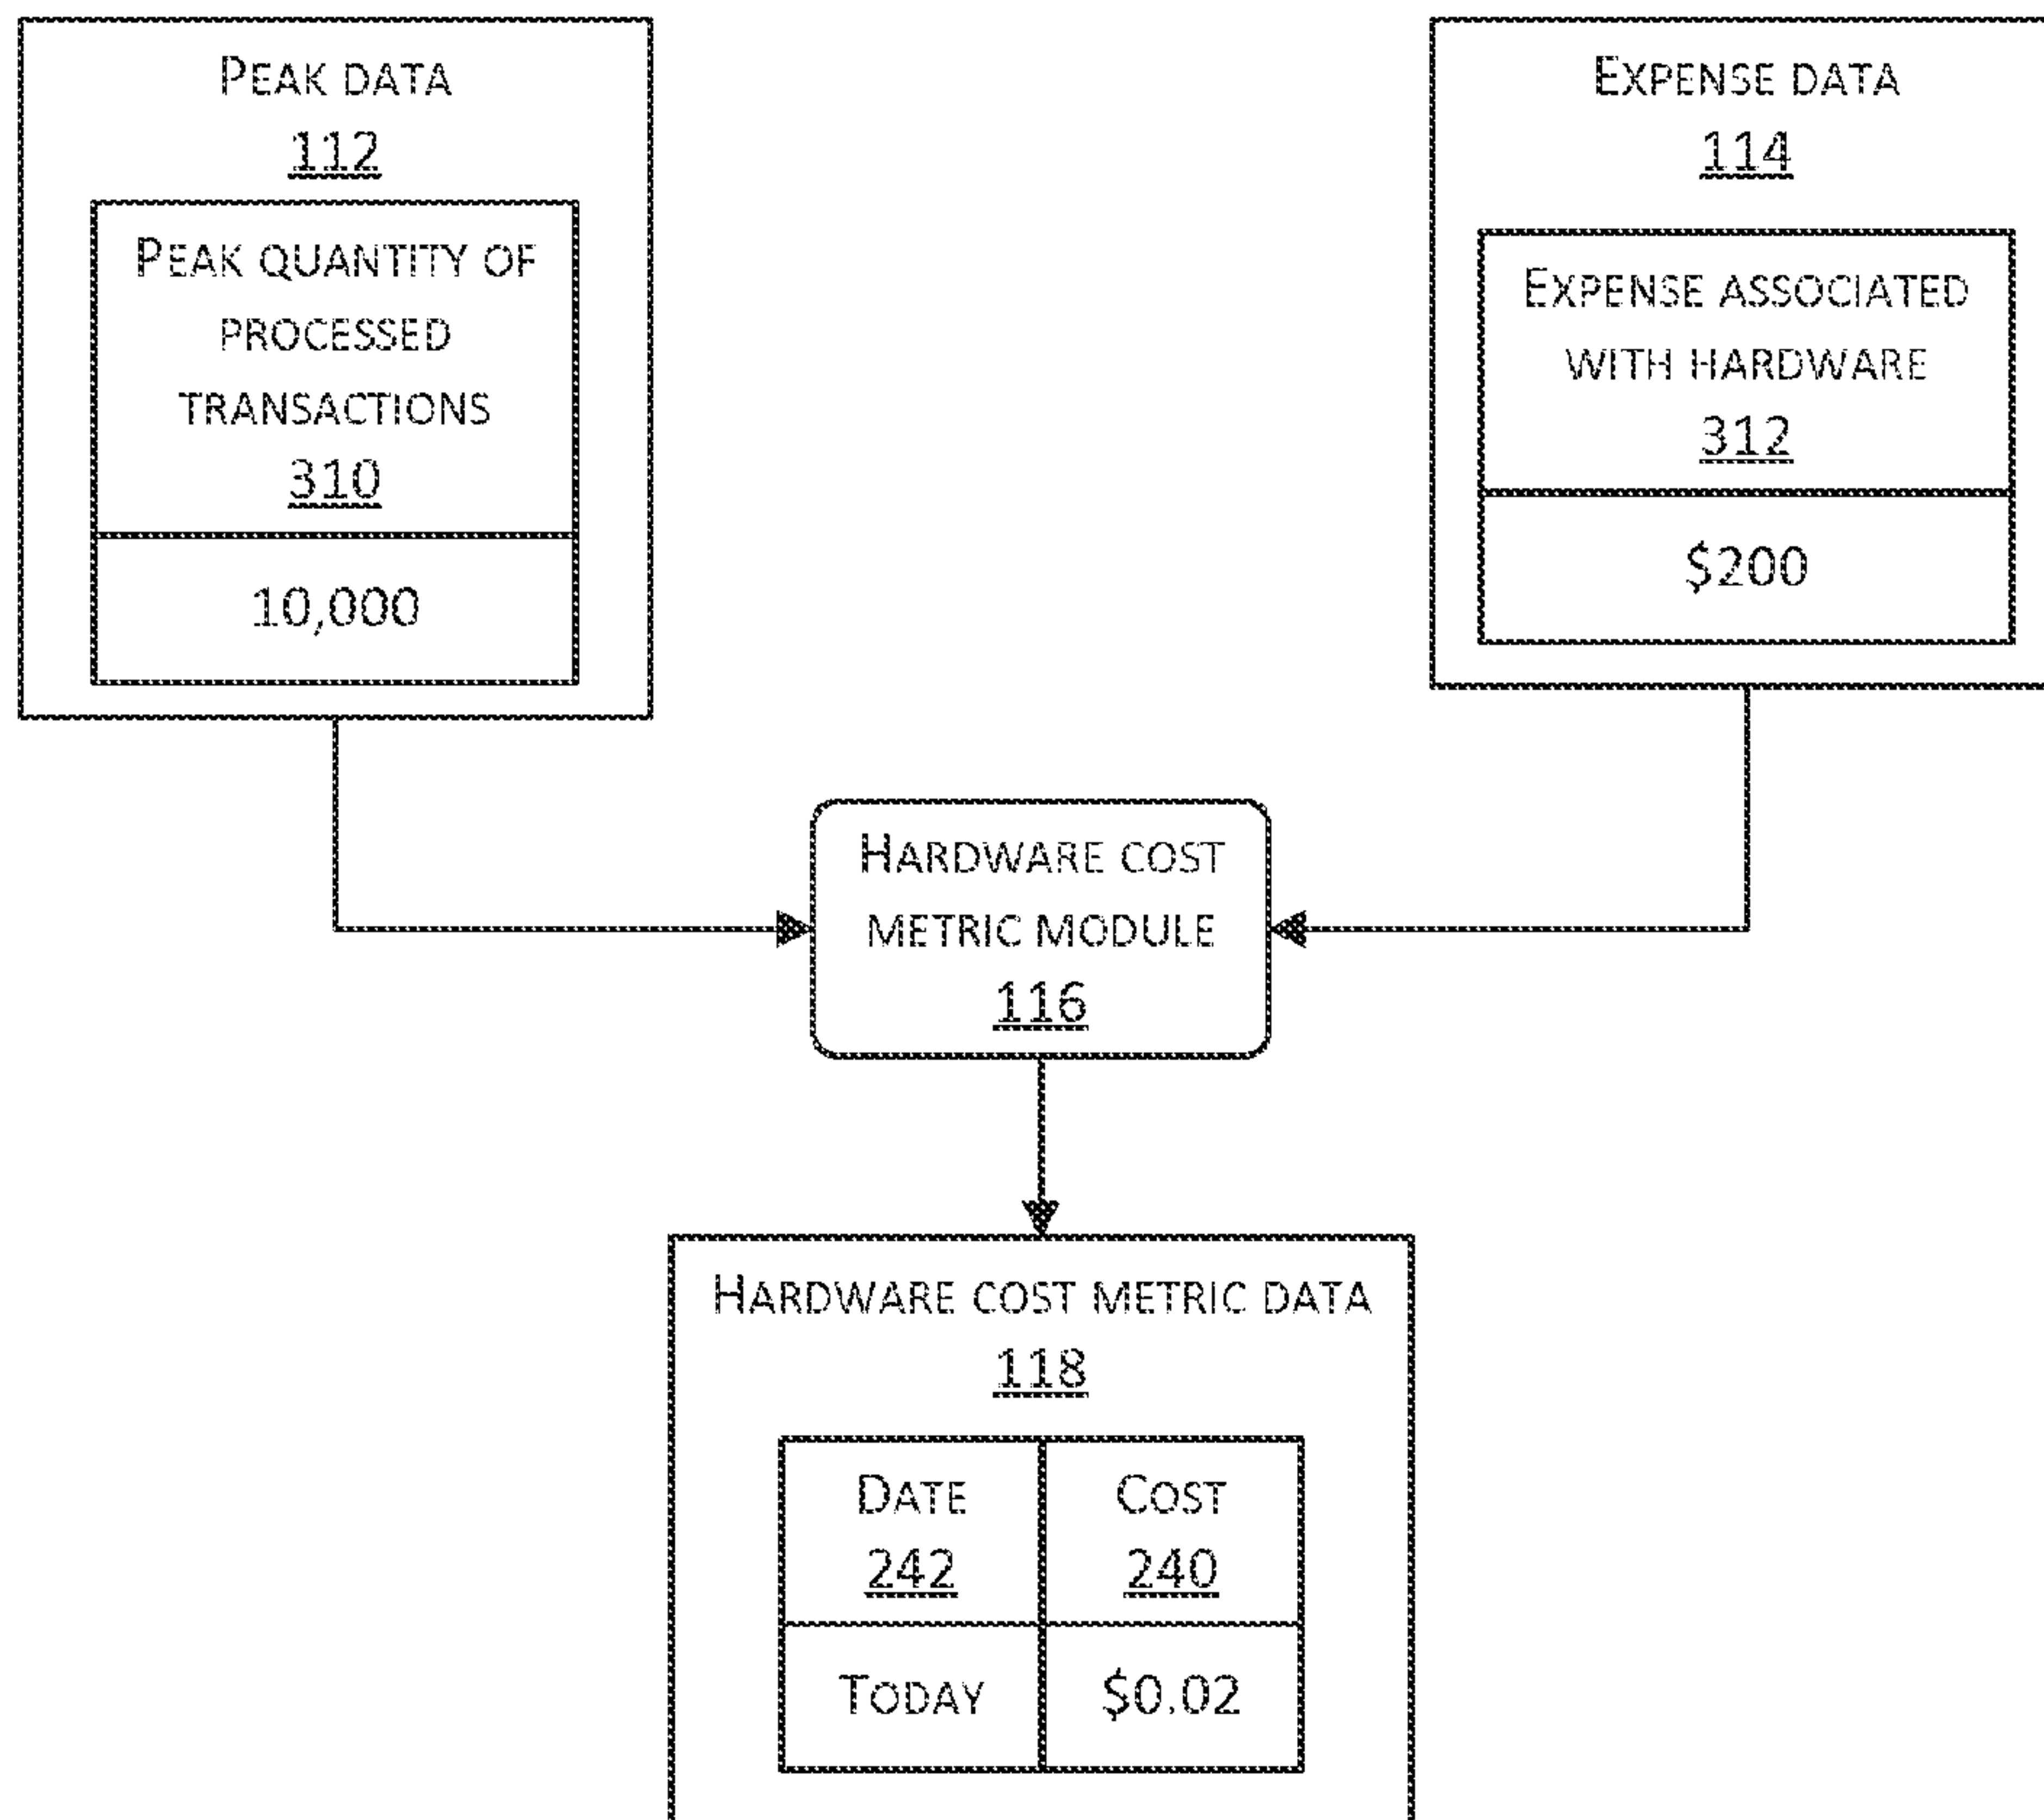 PEAK DATA
112
PEAK QUANTITY OF
PROCESSED
TRANSACTIONS
310
10,000
EXPENSE DATA
114
EXPENSE ASSOCIATED
WITH HARDWARE
312
$200
HARDWARE COST
METRIC MODULE
116
HARDWARE COST METRIC DATA
118
DATE
242
COST
240
TODAY
$0.02